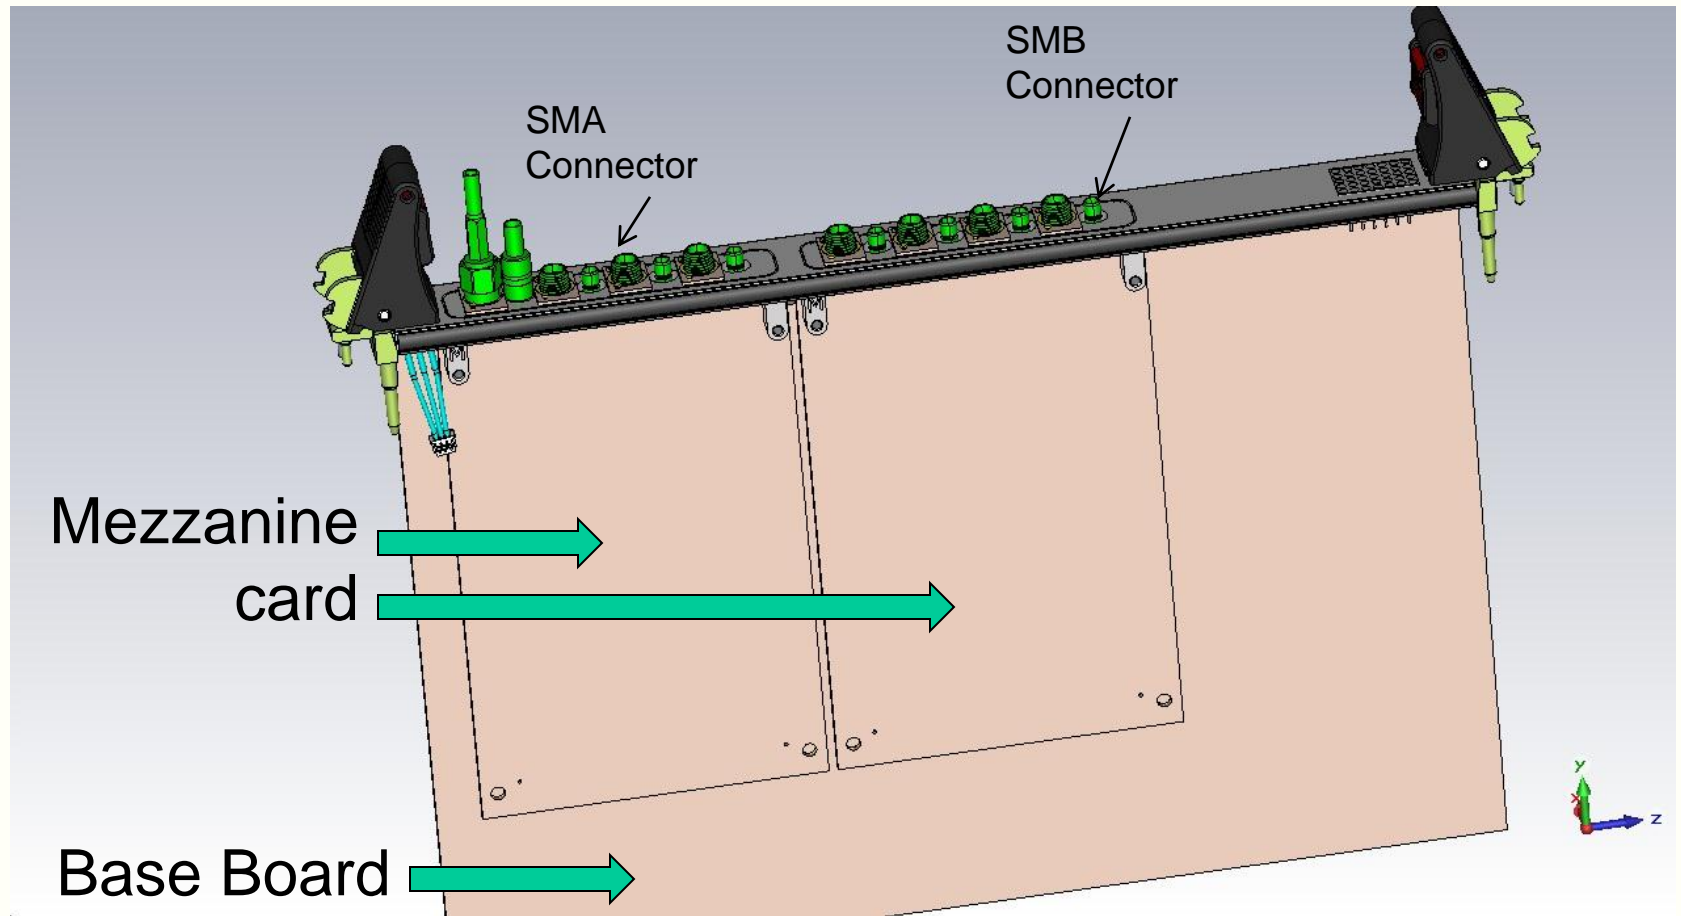 SMB
Connector
SMA
Connector
Mezzanine
card
Base Board
y
x
z